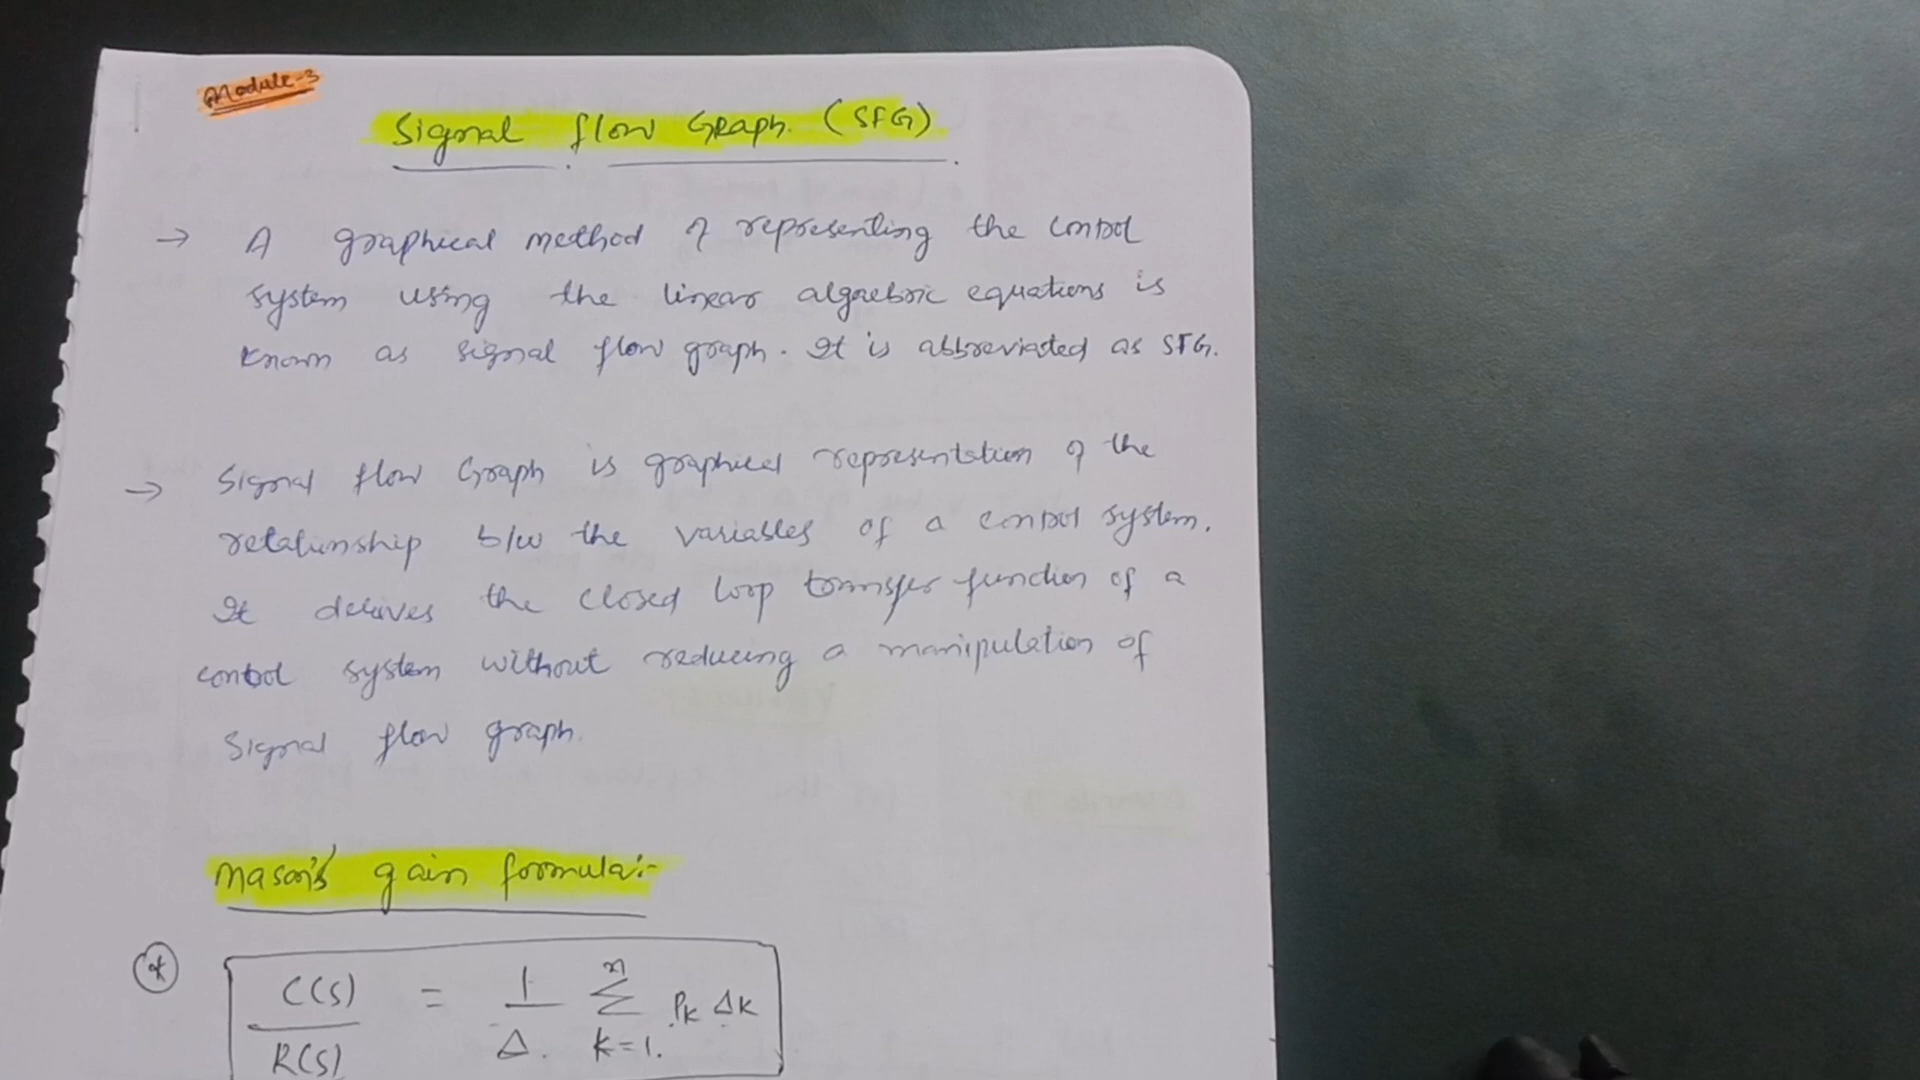 Module-3
Signal flow Graph. (SFG)
→ A graphical method of representing the control
system using the linear algaebric equations is
known as signal flow graph. It is abbreviated as SFG.
→ Signal flow Graph is graphical representation of the
relationship b/w the variables of a control system.
It derives the closed loop transfer function of a
control system without reducing a manipulation of
Signal flow graph.
Mason's gain formula:-
* C(S)/R(S) = 1/Δ. n∑k=1. Pk Δk